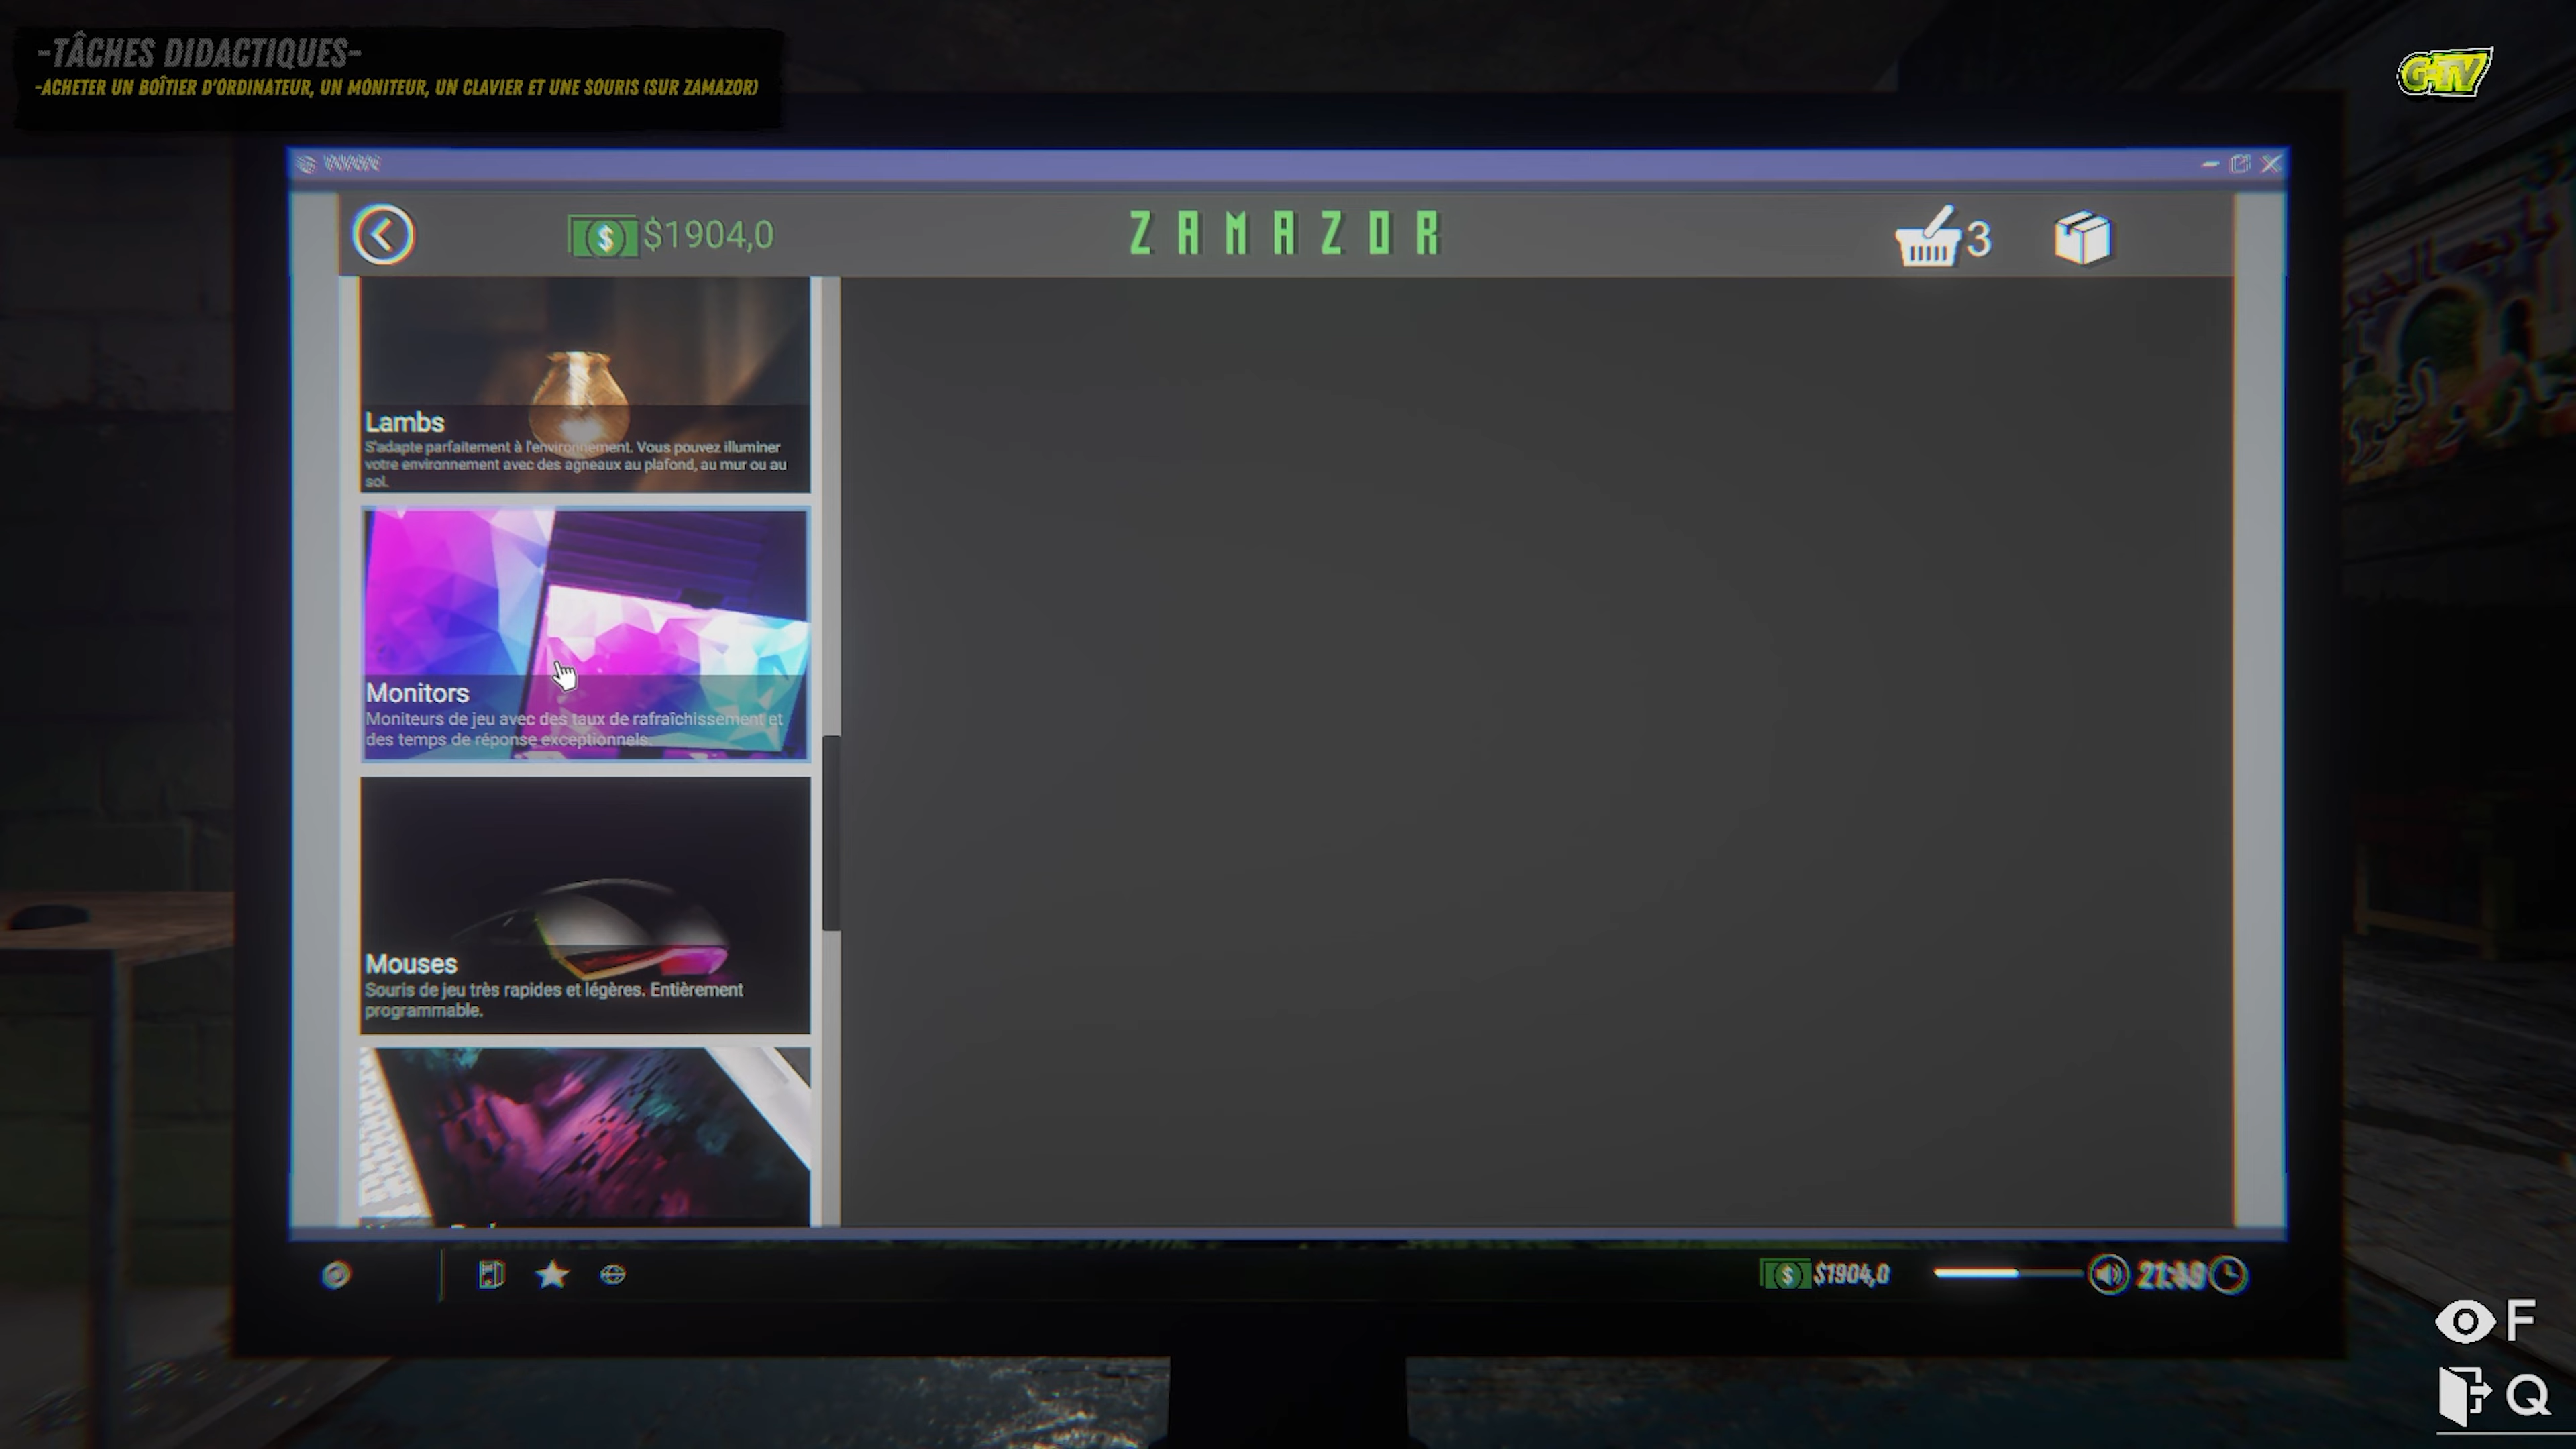 -TÂCHES DIDACTIQUES-
-ACHETER UN BOÎTIER D'ORDINATEUR, UN MONITEUR, UN CLAVIER ET UNE SOURIS (SUR ZAMAZOR)
G-TV
$1904,0
ZAMAZOR
3
Lambs
S'adapte parfaitement à l'environnement. Vous pouvez illuminer
votre environnement avec des agneaux au plafond, au mur ou au
sol.
Monitors
Moniteurs de jeu avec des taux de rafraîchissement et
des temps de réponse exceptionnels.
Mouses
Souris de jeu très rapides et légères. Entièrement
programmable.
$1904,0
F
Q